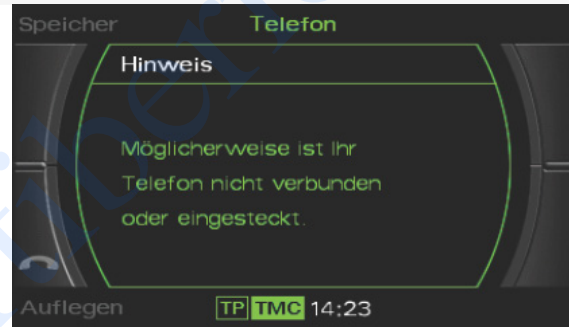 Speicher
Telefon
Hinweis
Möglicherweise ist Ihr
Telefon nicht verbunden
oder eingesteckt.
Auflegen
TP TMC 14:23